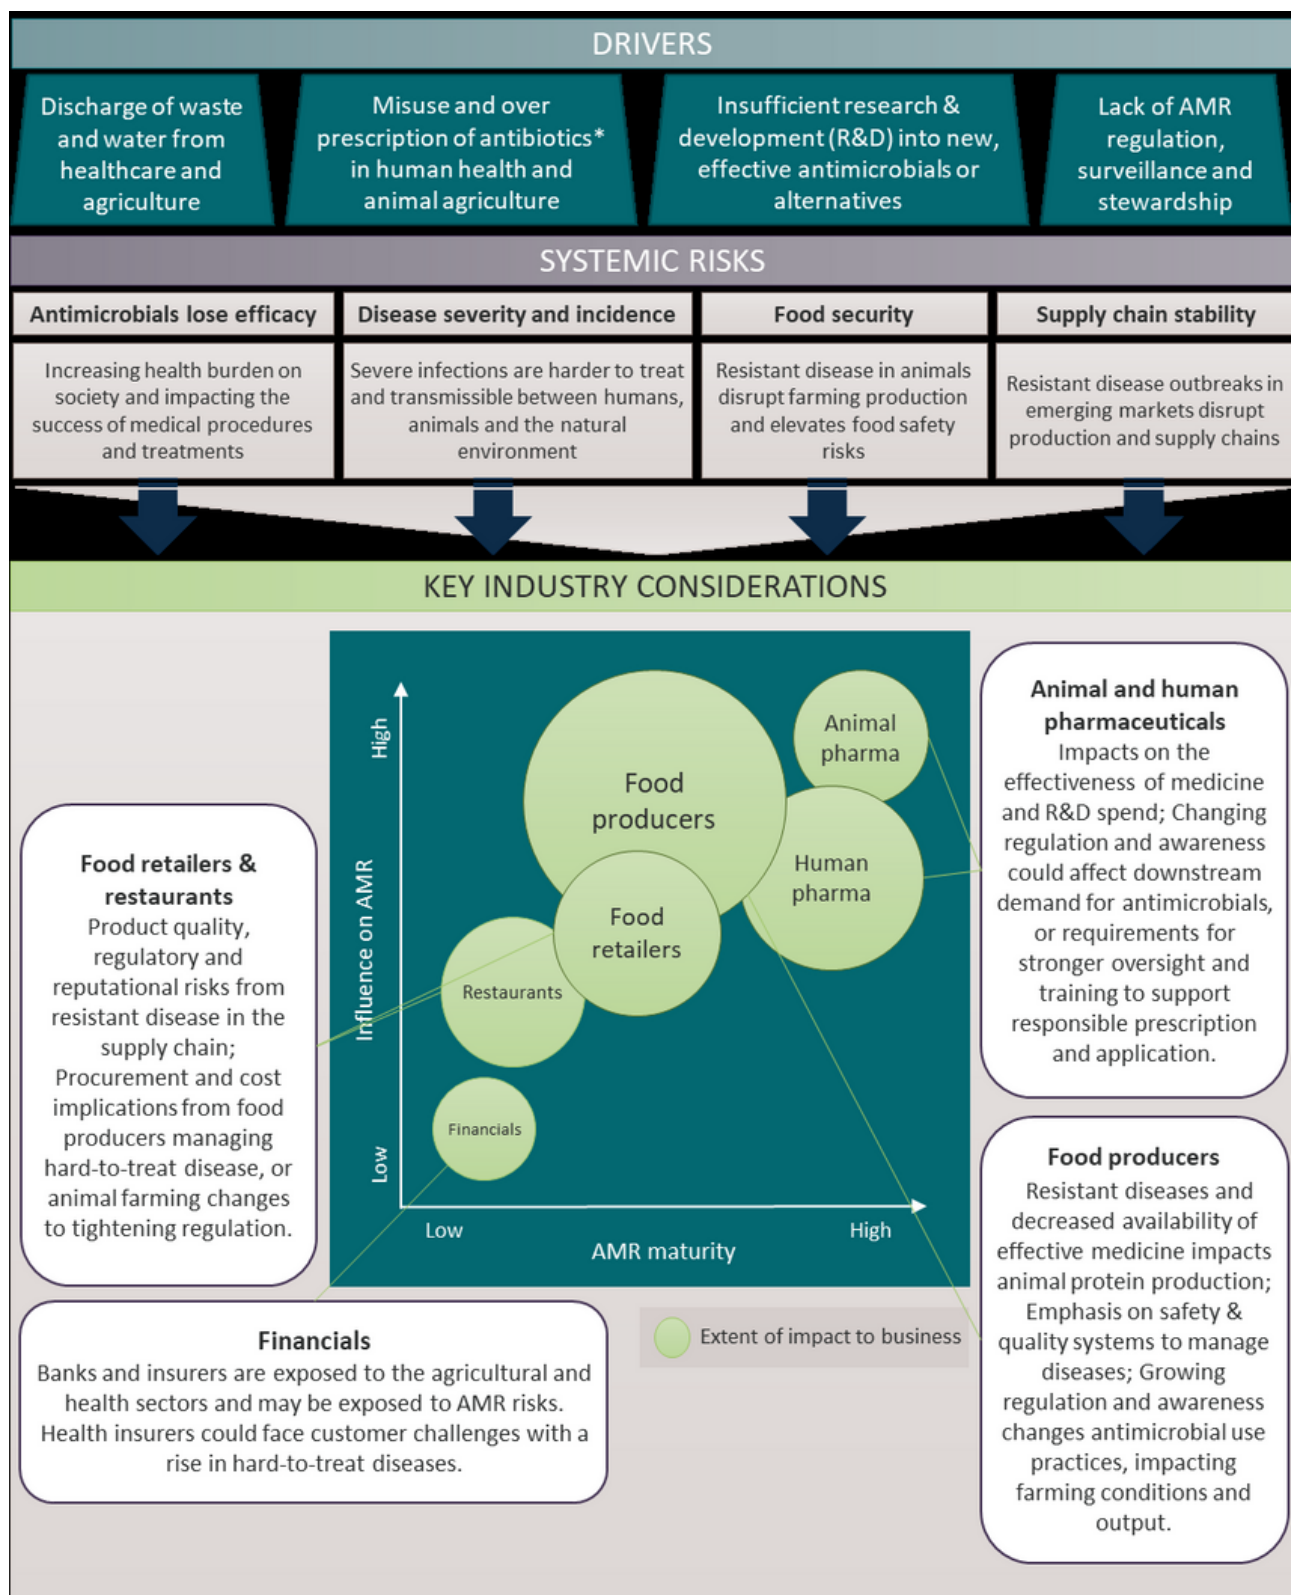 DRIVERS
Discharge of waste
and water from
healthcare and
agriculture
Misuse and over
prescription of antibiotics*
in human health and
animal agriculture
Insufficient research &
development (R&D) into new,
effective antimicrobials or
alternatives
Lack of AMR
regulation,
surveillance and
stewardship
SYSTEMIC RISKS
Antimicrobials lose efficacy
Increasing health burden on
society and impacting the
success of medical procedures
and treatments
Disease severity and incidence
Severe infections are harder to treat
and transmissible between humans,
animals and the natural
environment
Food security
Resistant disease in animals
disrupt farming production
and elevates food safety
risks
Supply chain stability
Resistant disease outbreaks in
emerging markets disrupt
production and supply chains
KEY INDUSTRY CONSIDERATIONS
Food retailers &
restaurants
Product quality,
regulatory and
reputational risks from
resistant disease in the
supply chain;
Procurement and cost
implications from food
producers managing
hard-to-treat disease, or
animal farming changes
to tightening regulation.
High
Influence on AMR
Low
Food
producers
Animal
pharma
Human
pharma
Food
retailers
Restaurants
Financials
Low
High
AMR maturity
Extent of impact to business
Animal and human
pharmaceuticals
Impacts on the
effectiveness of medicine
and R&D spend; Changing
regulation and awareness
could affect downstream
demand for antimicrobials,
or requirements for
stronger oversight and
training to support
responsible prescription
and application.
Food producers
Resistant diseases and
decreased availability of
effective medicine impacts
animal protein production;
Emphasis on safety &
quality systems to manage
diseases; Growing
regulation and awareness
changes antimicrobial use
practices, impacting
farming conditions and
output.
Financials
Banks and insurers are exposed to the agricultural and
health sectors and may be exposed to AMR risks.
Health insurers could face customer challenges with a
rise in hard-to-treat diseases.